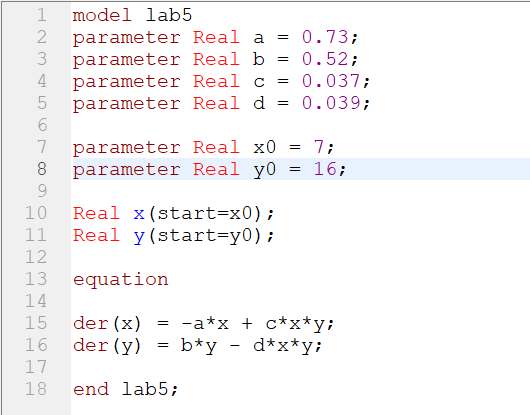 1 model lab5
2 parameter Real a = 0.73;
3 parameter Real b = 0.52;
4 parameter Real c = 0.037;
5 parameter Real d = 0.039;
6
7 parameter Real x0 = 7;
8 parameter Real y0 = 16;
9
10 Real x(start=x0);
11 Real y(start=y0);
12
13 equation
14
15 der(x) = -a*x + c*x*y;
16 der(y) = b*y - d*x*y;
17
18 end lab5;